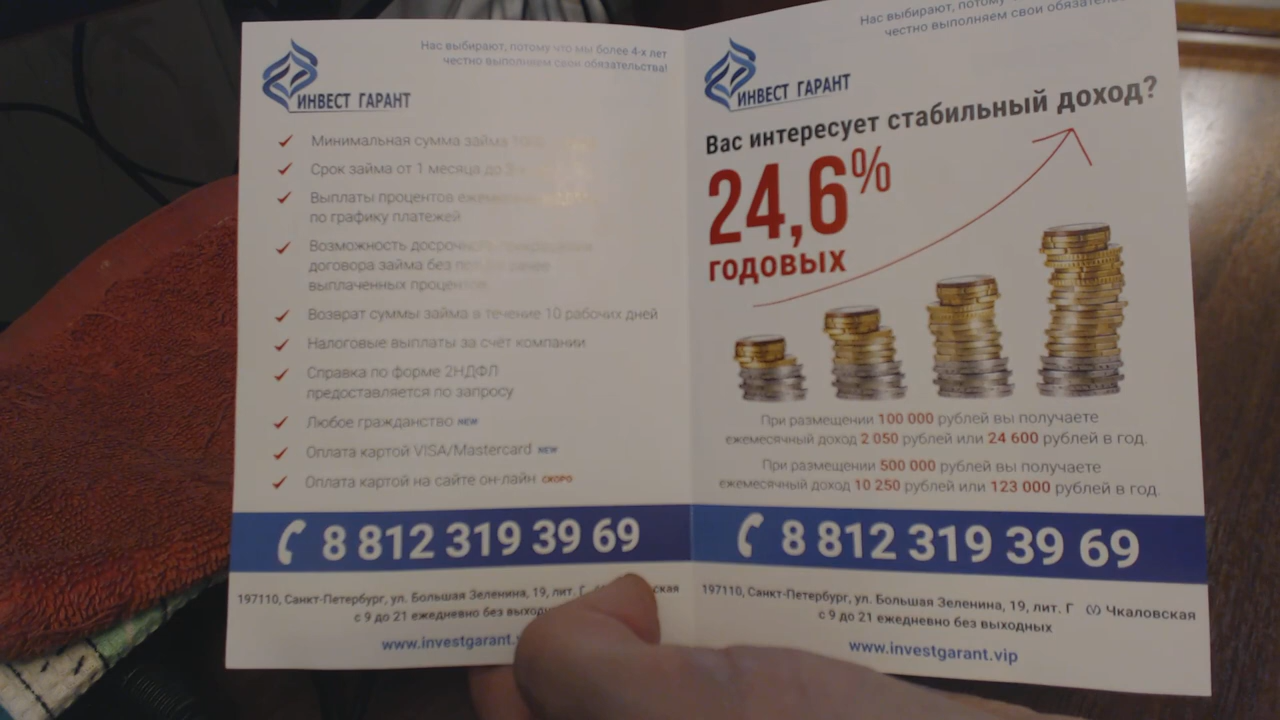 Нас выбирают, потому что мы более 4-х лет
честно выполняем свои обязательства!
ИНВЕСТ ГАРАНТ
Минимальная сумма займа
Срок займа от 1 месяца до
Выплаты процентов
по графику платежей
Возможность
договора займа без
выплаченных процентов
Возврат суммы займа в течение 10 рабочих дней
Налоговые выплаты за счёт компании
Справка по форме 2НДФЛ
предоставляется по запросу
Любое гражданство NEW
Оплата картой VISA/Mastercard NEW
Оплата картой на сайте он-лайн СКОРО
8 812 319 39 69
197110, Санкт-Петербург, ул. Большая Зеленина, 19, лит. Г
с 9 до 21 ежедневно без
www.investgarant.
Нас выбирают,
честно выполняем свои
ИНВЕСТ ГАРАНТ
Вас интересует стабильный доход?
24,6%
годовых
При размещении 100 000 рублей вы получаете
ежемесячный доход 2 050 рублей или 24 600 рублей в год.
При размещении 500 000 рублей вы получаете
ежемесячный доход 10 250 рублей или 123 000 рублей в год.
8 812 319 39 69
197110, Санкт-Петербург, ул. Большая Зеленина, 19, лит. Г Чкаловская
с 9 до 21 ежедневно без выходных
www.investgarant.vip